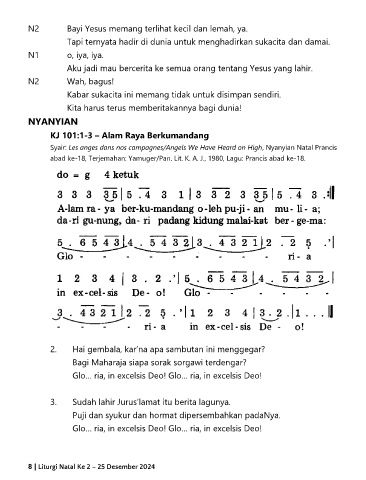 N2 Bayi Yesus memang terlihat kecil dan lemah, ya.
Tapi ternyata hadir di dunia untuk menghadirkan sukacita dan damai.
N1 o, iya, iya.
Aku jadi mau bercerita ke semua orang tentang Yesus yang lahir.
N2 Wah, bagus!
Kabar sukacita ini memang tidak untuk disimpan sendiri.
Kita harus terus memberitakannya bagi dunia!
NYANYIAN
KJ 101:1-3 – Alam Raya Berkumandang
Syair: Les anges dans nos campagnes/Angels We Have Heard on High, Nyanyian Natal Prancis
abad ke-18, Terjemahan: Yamuger/Pan. Lit. K. A. J., 1980, Lagu: Prancis abad ke-18.
do = g 4 ketuk
3 3 3 3 5 | 5 . 4 3 1 | 3 3 2 3 3 5 | 5 . 4 3 . :||
A-lam ra - ya ber-ku-mandang o-leh pu-ji - an mu - li - a;
da-ri gu-nung, da - ri padang kidung malai-kat ber - ge-ma:
5 . 6 5 4 3 | 4 . 5 4 3 2 | 3 . 4 3 2 1 | 2 . 2 5 . ' |
Glo - - - - - - - - - ri - a
1 2 3 4 | 3 . 2 . ' | 5 . 6 5 4 3 | 4 . 5 4 3 2 |
in ex-cel-sis De - o! Glo - - - - - -
3 . 4 3 2 1 | 2 . 2 5 . ' | 1 2 3 4 | 3 . 2 . | 1 . . . ||
- - - - ri - a in ex-cel-sis De - o!
2. Hai gembala, kar'na apa sambutan ini menggegar?
Bagi Maharaja siapa sorak sorgawi terdengar?
Glo... ria, in excelsis Deo! Glo... ria, in excelsis Deo!
3. Sudah lahir Jurus'lamat itu berita lagunya.
Puji dan syukur dan hormat dipersembahkan padaNya.
Glo... ria, in excelsis Deo! Glo... ria, in excelsis Deo!
8 | Liturgi Natal Ke 2 – 25 Desember 2024